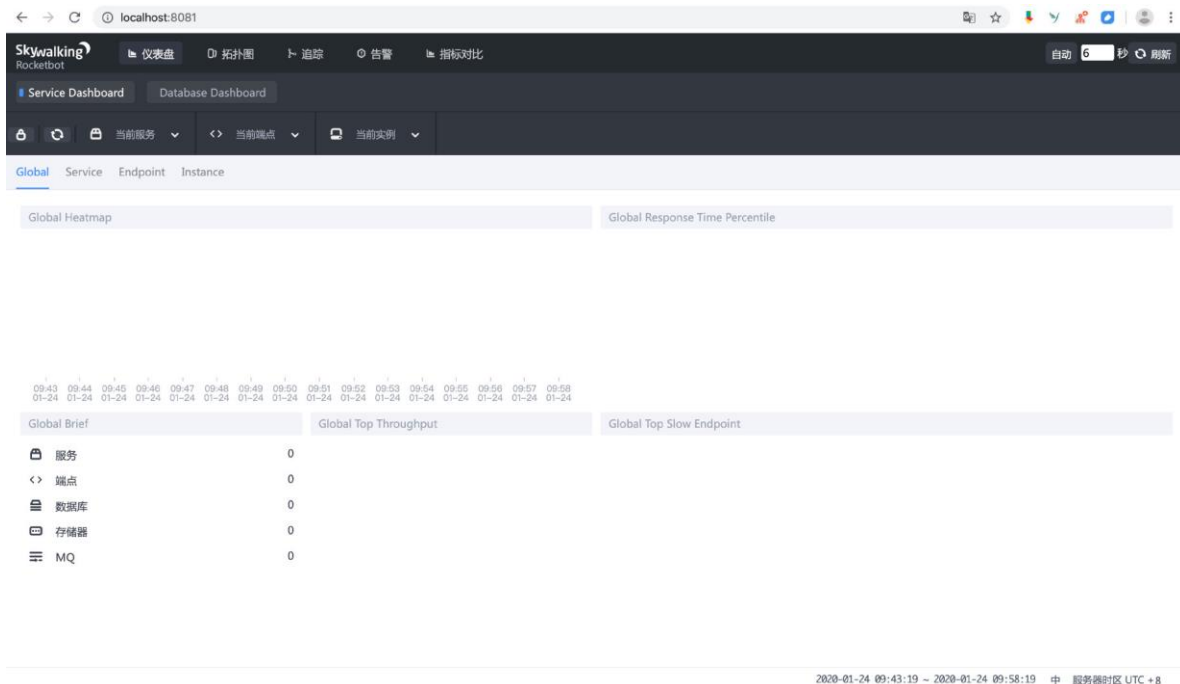 localhost:8081
Skywalking
Rocketbot
仪表盘 拓扑图 追踪 告警 指标对比 自动 6 秒 刷新
Service Dashboard Database Dashboard
当前服务 当前端点 当前实例
Global Service Endpoint Instance
Global Heatmap Global Response Time Percentile
09:43 09:44 09:45 09:46 09:47 09:48 09:49 09:50 09:51 09:52 09:53 09:54 09:55 09:56 09:57 09:58
01-24 01-24 01-24 01-24 01-24 01-24 01-24 01-24 01-24 01-24 01-24 01-24 01-24 01-24 01-24 01-24
Global Brief Global Top Throughput Global Top Slow Endpoint
服务 0
端点 0
数据库 0
存储器 0
MQ 0
2020-01-24 09:43:19 ~ 2020-01-24 09:58:19 中 服务器时区 UTC +8